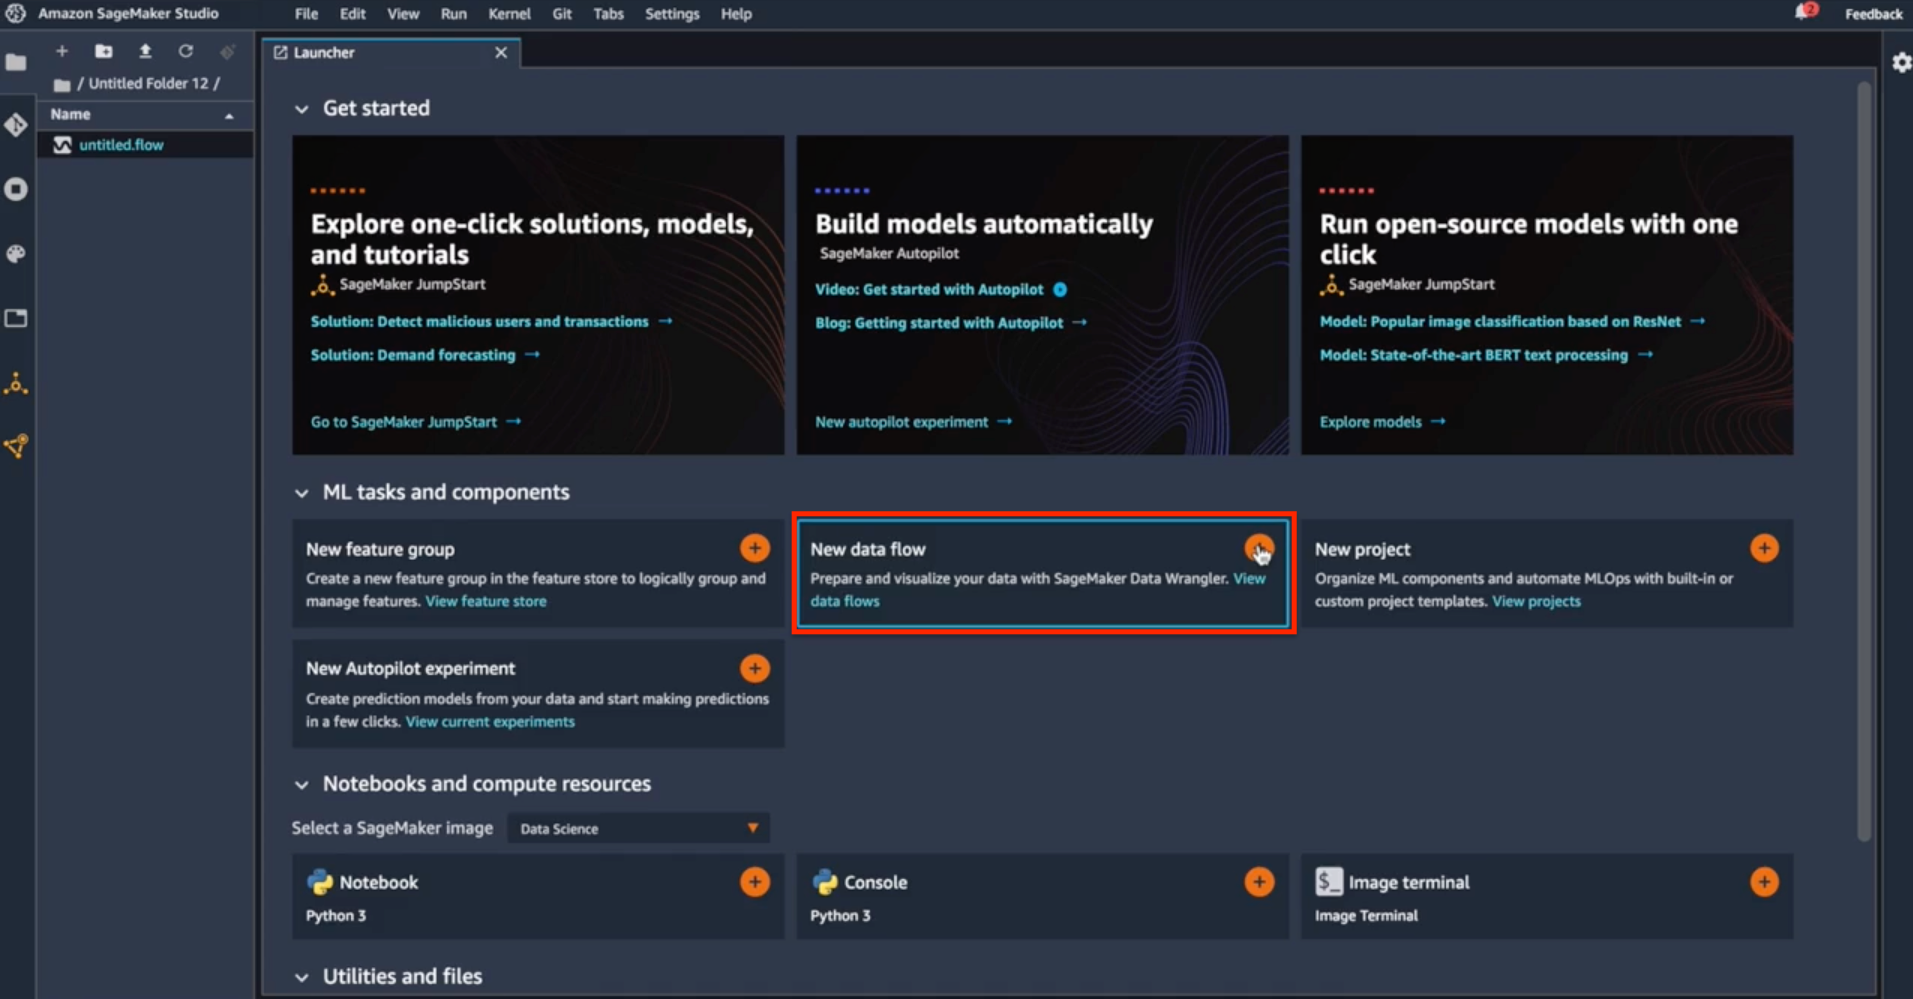 Amazon SageMaker Studio File Edit View Run Kernel Git Tabs Settings Help 2 Feedback
/ Untitled Folder 12 /
Name
untitled.flow
Launcher
Get started
Explore one-click solutions, models,
and tutorials
SageMaker JumpStart
Solution: Detect malicious users and transactions →
Solution: Demand forecasting →
Go to SageMaker JumpStart →
Build models automatically
SageMaker Autopilot
Video: Get started with Autopilot
Blog: Getting started with Autopilot →
New autopilot experiment →
Run open-source models with one
click
SageMaker JumpStart
Model: Popular image classification based on ResNet →
Model: State-of-the-art BERT text processing →
Explore models →
ML tasks and components
New feature group
Create a new feature group in the feature store to logically group and
manage features. View feature store
New data flow
Prepare and visualize your data with SageMaker Data Wrangler. View
data flows
New project
Organize ML components and automate MLOps with built-in or
custom project templates. View projects
New Autopilot experiment
Create prediction models from your data and start making predictions
in a few clicks. View current experiments
Notebooks and compute resources
Select a SageMaker image Data Science
Notebook
Python 3
Console
Python 3
$_ Image terminal
Image Terminal
Utilities and files